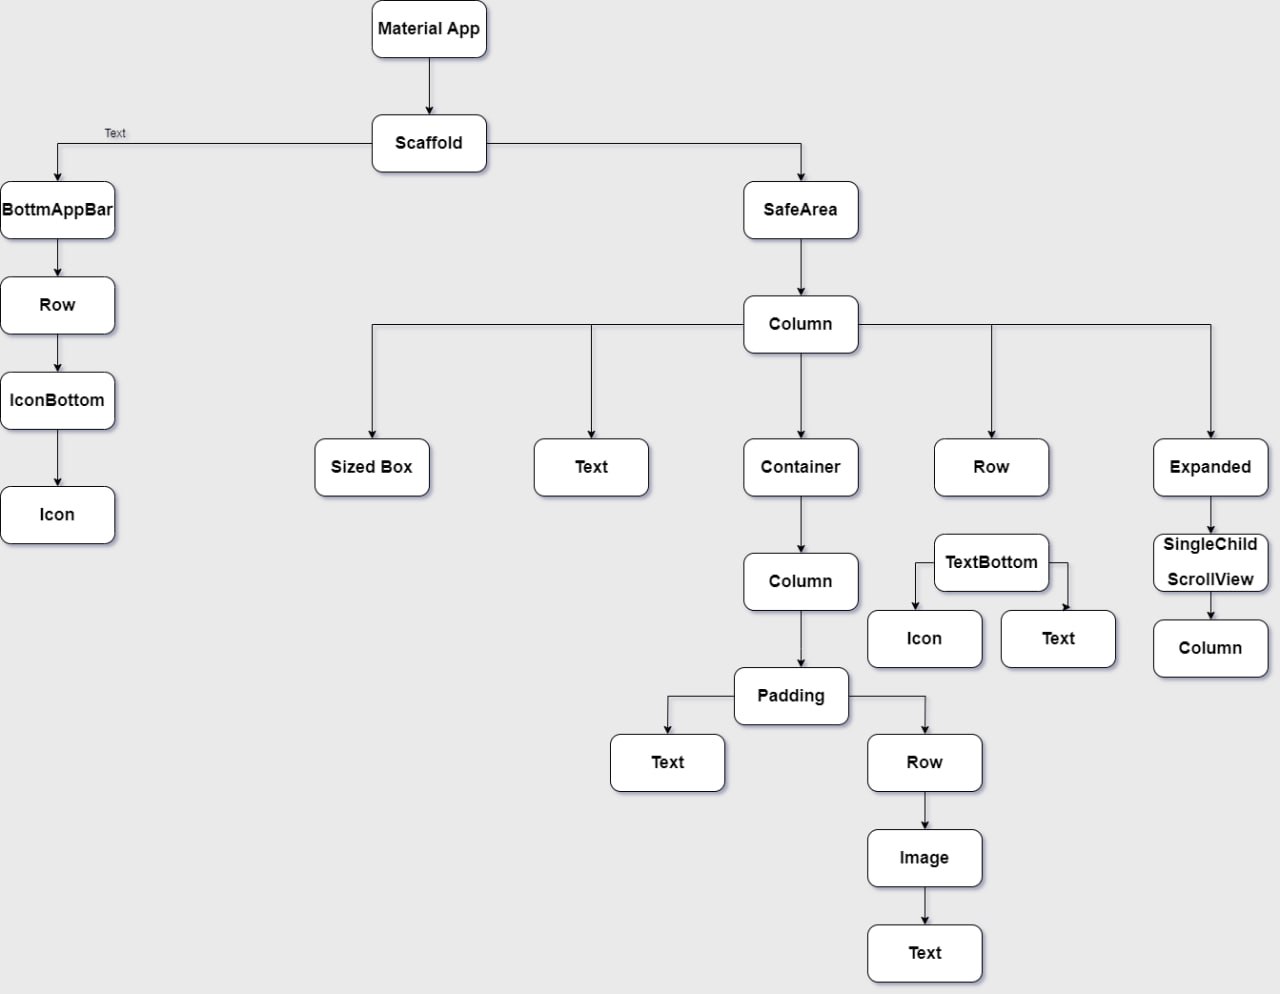 Material App
Text
Scaffold
BottmAppBar
SafeArea
Row
Column
IconBottom
Sized Box
Text
Container
Row
Expanded
Icon
SingleChild
ScrollView
TextBottom
Column
Icon
Text
Column
Padding
Text
Row
Image
Text